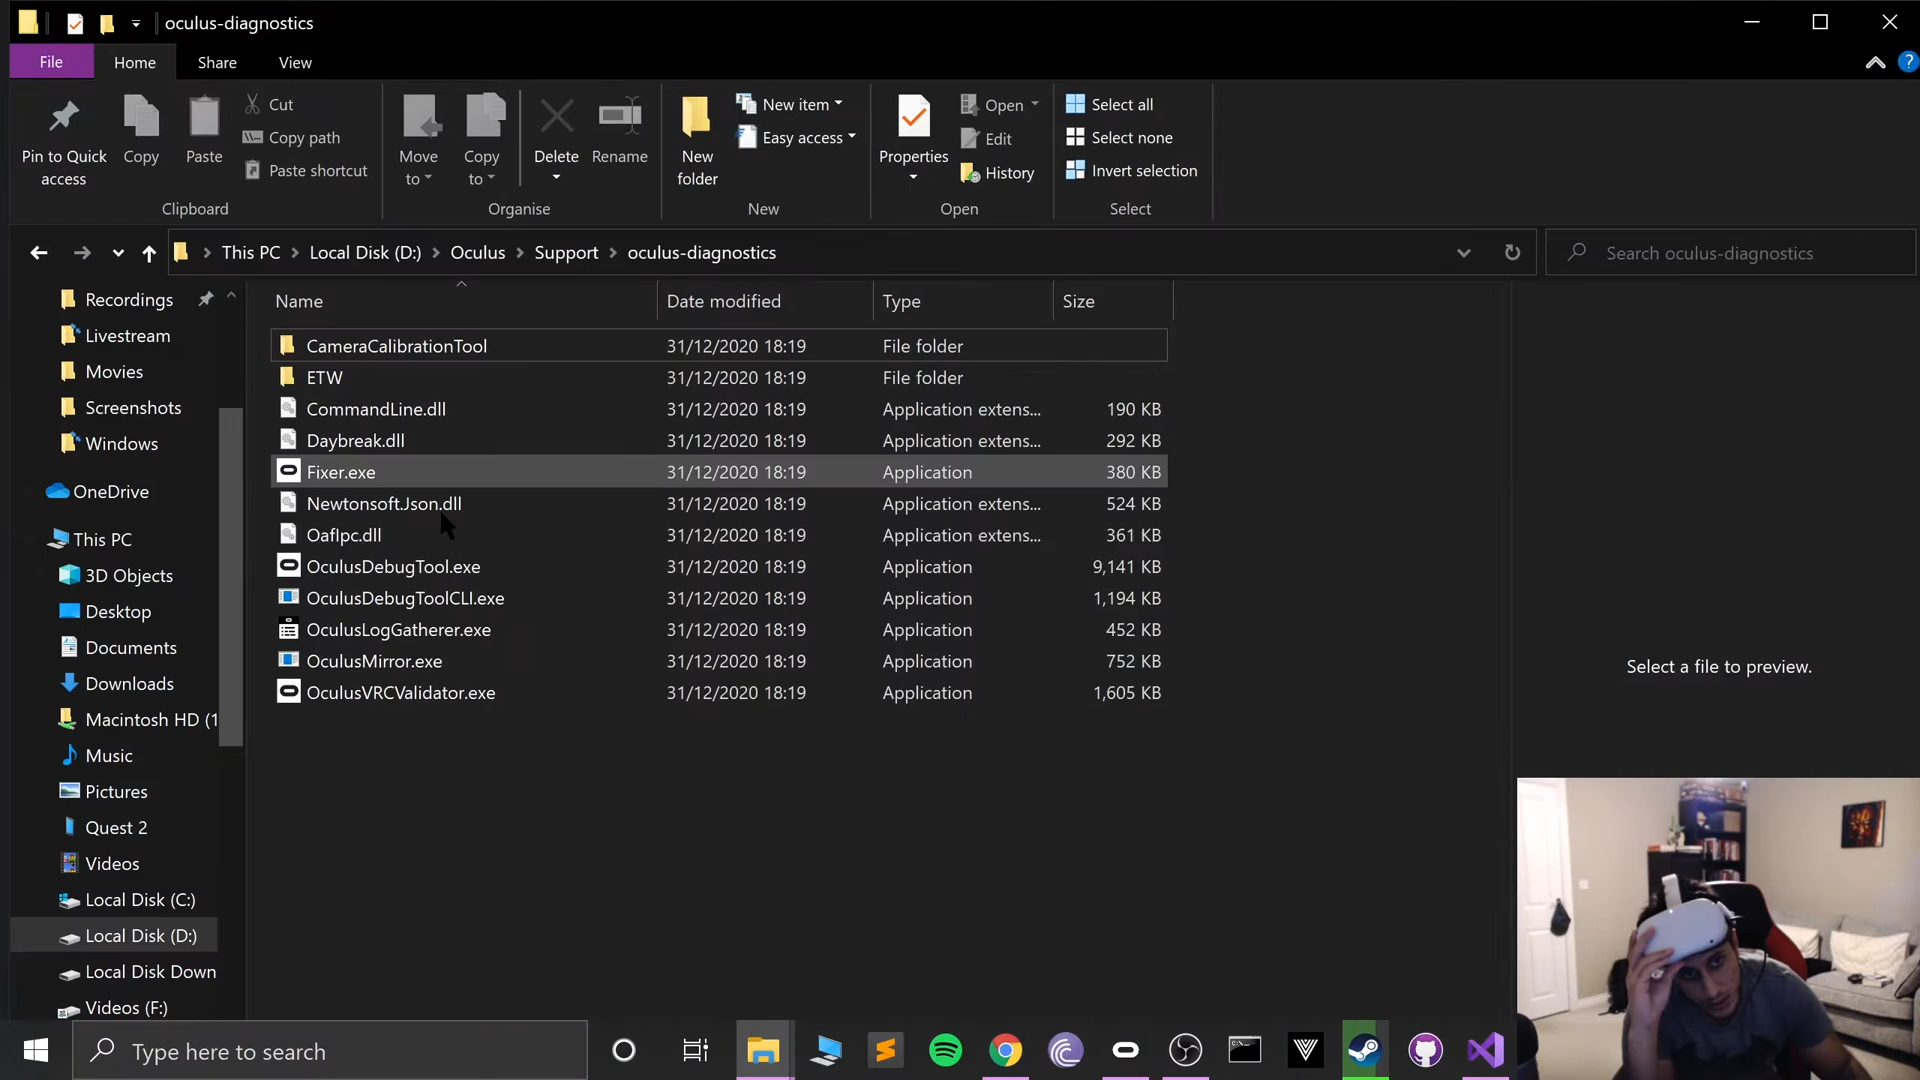 oculus-diagnostics
File Home Share View
?
Pin to Quick access
Copy
Paste
Cut
Copy path
Paste shortcut
Clipboard
Move to
Copy to
Delete
Rename
Organise
New folder
New item
Easy access
New
Properties
Open
Edit
History
Open
Select all
Select none
Invert selection
Select
This PC > Local Disk (D:) > Oculus > Support > oculus-diagnostics
Search oculus-diagnostics
Recordings
Livestream
Movies
Screenshots
Windows
OneDrive
This PC
3D Objects
Desktop
Documents
Downloads
Macintosh HD (1
Music
Pictures
Quest 2
Videos
Local Disk (C:)
Local Disk (D:)
Local Disk Down
Videos (F:)
Name Date modified Type Size
CameraCalibrationTool 31/12/2020 18:19 File folder
ETW 31/12/2020 18:19 File folder
CommandLine.dll 31/12/2020 18:19 Application extens... 190 KB
Daybreak.dll 31/12/2020 18:19 Application extens... 292 KB
Fixer.exe 31/12/2020 18:19 Application 380 KB
Newtonsoft.Json.dll 31/12/2020 18:19 Application extens... 524 KB
OafIpc.dll 31/12/2020 18:19 Application extens... 361 KB
OculusDebugTool.exe 31/12/2020 18:19 Application 9,141 KB
OculusDebugToolCLI.exe 31/12/2020 18:19 Application 1,194 KB
OculusLogGatherer.exe 31/12/2020 18:19 Application 452 KB
OculusMirror.exe 31/12/2020 18:19 Application 752 KB
OculusVRCValidator.exe 31/12/2020 18:19 Application 1,605 KB
Select a file to preview.
Type here to search